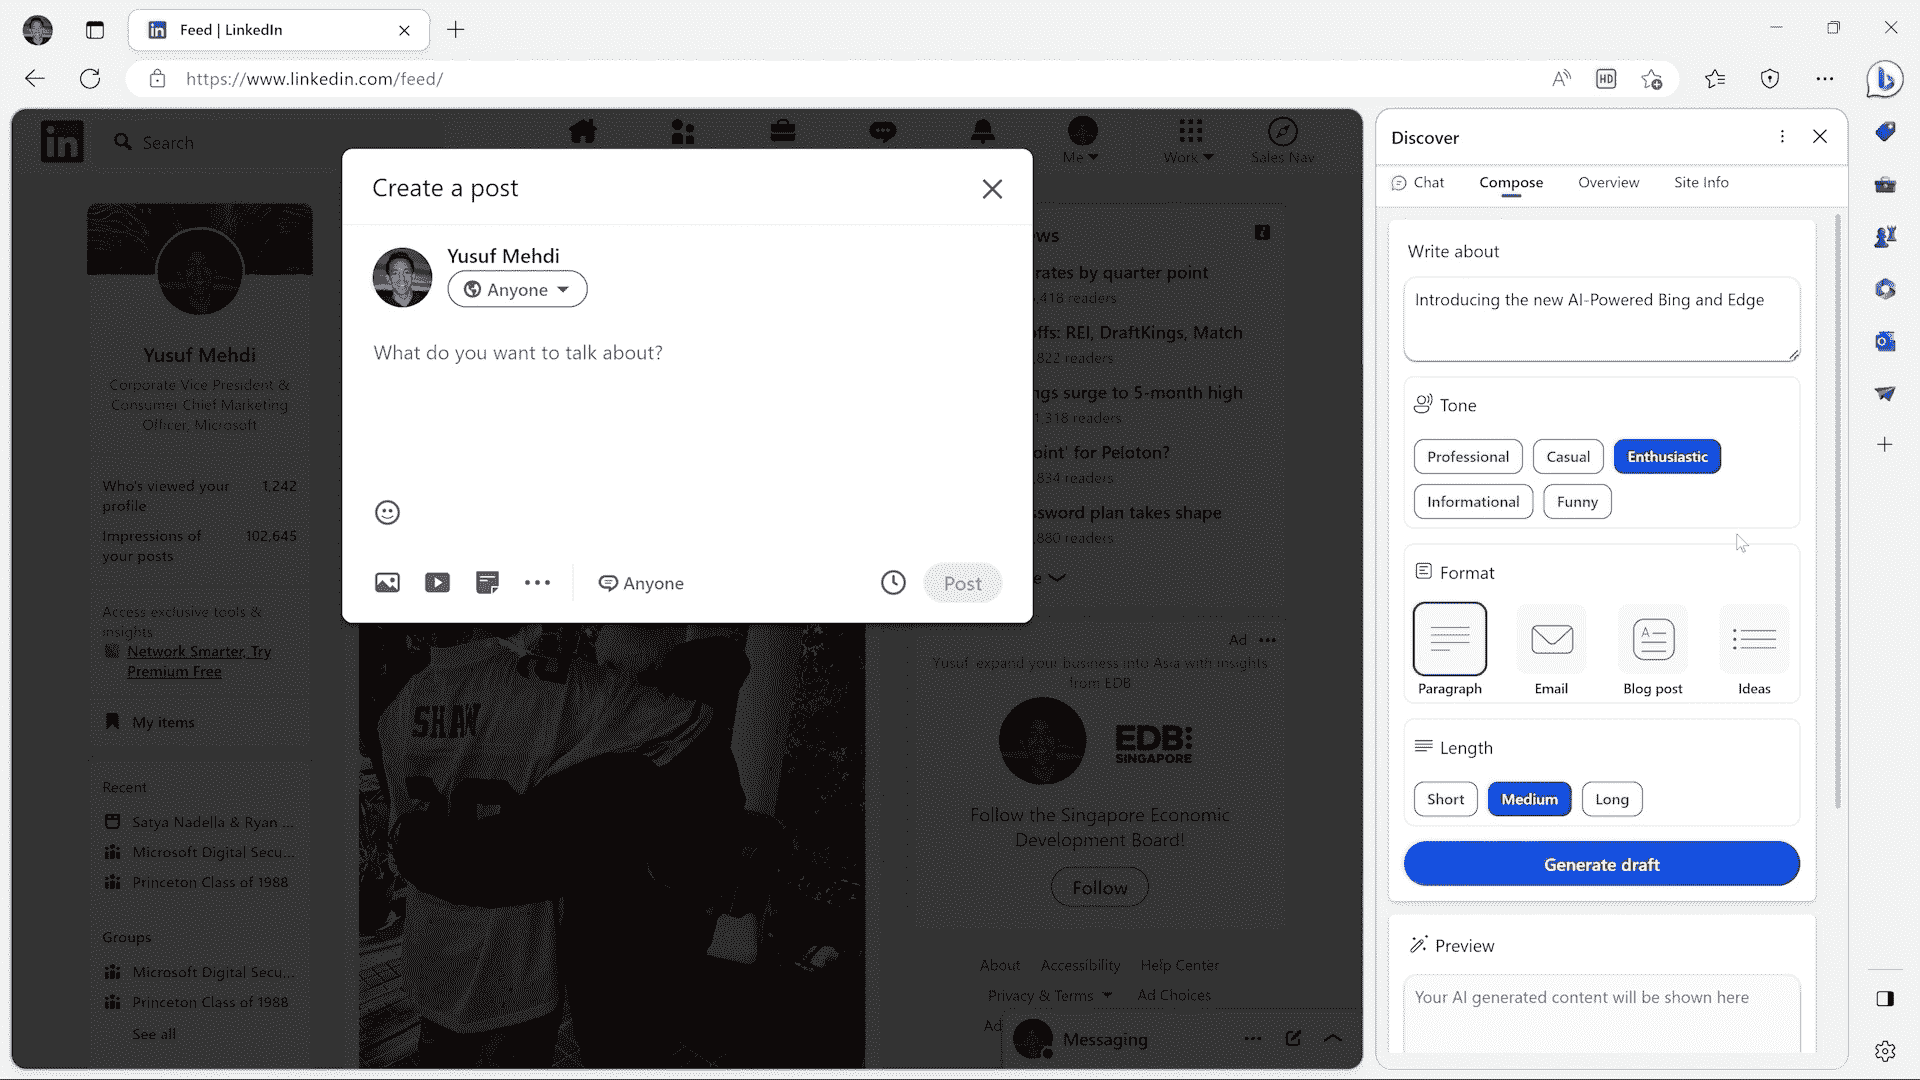 Feed | LinkedIn
https://www.linkedin.com/feed/
HD
in
Search
Me
Work
Sales Nav
Create a post
Yusuf Mehdi
Anyone
What do you want to talk about?
Anyone
Post
Yusuf Mehdi
Corporate Vice President &
Consumer Chief Marketing
Officer, Microsoft
Who's viewed your
profile
1,242
Impressions of
your posts
102,645
Access exclusive tools &
insights
Network Smarter, Try
Premium Free
My items
Recent
Satya Nadella & Ryan ...
Microsoft Digital Secu...
Princeton Class of 1988
Groups
Microsoft Digital Secu...
Princeton Class of 1988
See all
SHAW
ws
rates by quarter point
,418 readers
ffs: REI, DraftKings, Match
,822 readers
ngs surge to 5-month high
1,318 readers
oint' for Peloton?
,834 readers
sword plan takes shape
,880 readers
e
Ad
Yusuf, expand your business into Asia with insights
from EDB
EDB:
SINGAPORE
Follow the Singapore Economic
Development Board!
Follow
About Accessibility Help Center
Privacy & Terms Ad Choices
Ad
Messaging
Discover
Chat Compose Overview Site Info
Write about
Introducing the new AI-Powered Bing and Edge
Tone
Professional Casual Enthusiastic
Informational Funny
Format
Paragraph Email Blog post Ideas
Length
Short Medium Long
Generate draft
Preview
Your AI generated content will be shown here